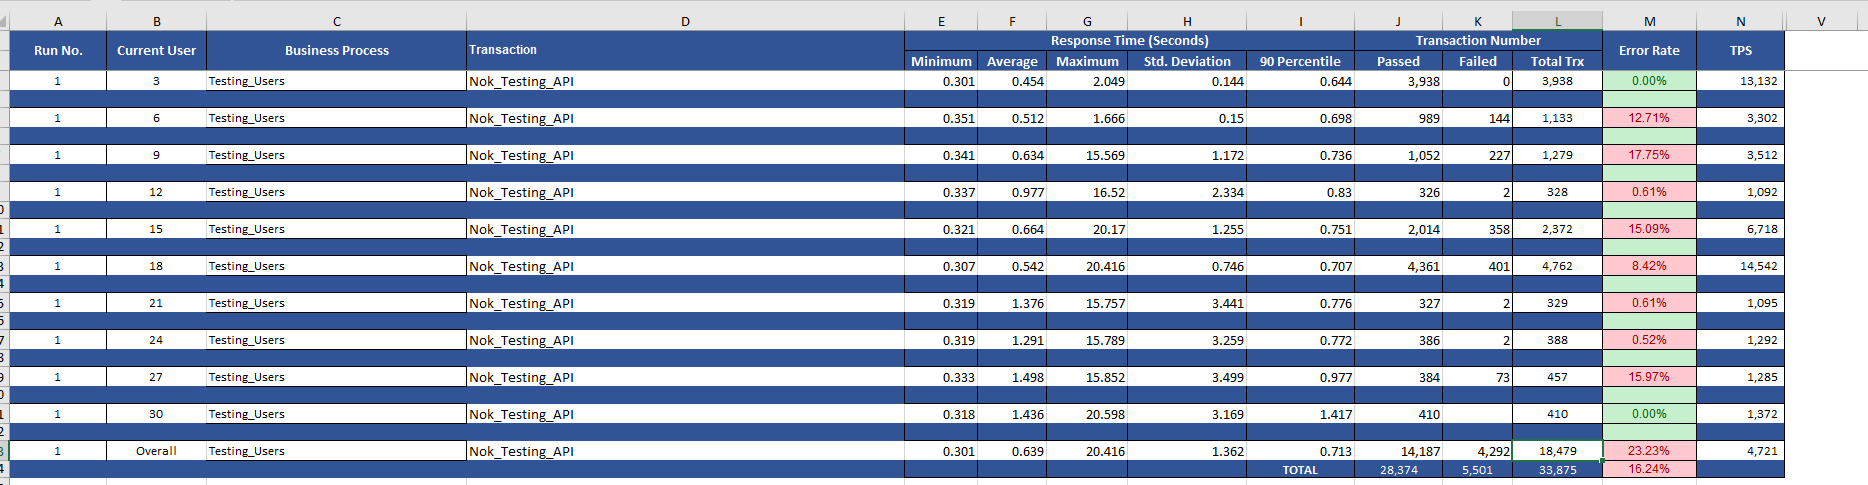 A B C D E F G H I J K L M N V
Run No. Current User Business Process Transaction Response Time (Seconds) Transaction Number Error Rate TPS
Minimum Average Maximum Std. Deviation 90 Percentile Passed Failed Total Trx
1 3 Testing_Users Nok_Testing_API 0.301 0.454 2.049 0.144 0.644 3,938 0 3,938 0.00% 13,132
1 6 Testing_Users Nok_Testing_API 0.351 0.512 1.666 0.15 0.698 989 144 1,133 12.71% 3,302
1 9 Testing_Users Nok_Testing_API 0.341 0.634 15.569 1.172 0.736 1,052 227 1,279 17.75% 3,512
1 12 Testing_Users Nok_Testing_API 0.337 0.977 16.52 2.334 0.83 326 2 328 0.61% 1,092
1 15 Testing_Users Nok_Testing_API 0.321 0.664 20.17 1.255 0.751 2,014 358 2,372 15.09% 6,718
1 18 Testing_Users Nok_Testing_API 0.307 0.542 20.416 0.746 0.707 4,361 401 4,762 8.42% 14,542
1 21 Testing_Users Nok_Testing_API 0.319 1.376 15.757 3.441 0.776 327 2 329 0.61% 1,095
1 24 Testing_Users Nok_Testing_API 0.319 1.291 15.789 3.259 0.772 386 2 388 0.52% 1,292
1 27 Testing_Users Nok_Testing_API 0.333 1.498 15.852 3.499 0.977 384 73 457 15.97% 1,285
1 30 Testing_Users Nok_Testing_API 0.318 1.436 20.598 3.169 1.417 410 410 0.00% 1,372
1 Overall Testing_Users Nok_Testing_API 0.301 0.639 20.416 1.362 0.713 14,187 4,292 18,479 23.23% 4,721
TOTAL 28,374 5,501 33,875 16.24%